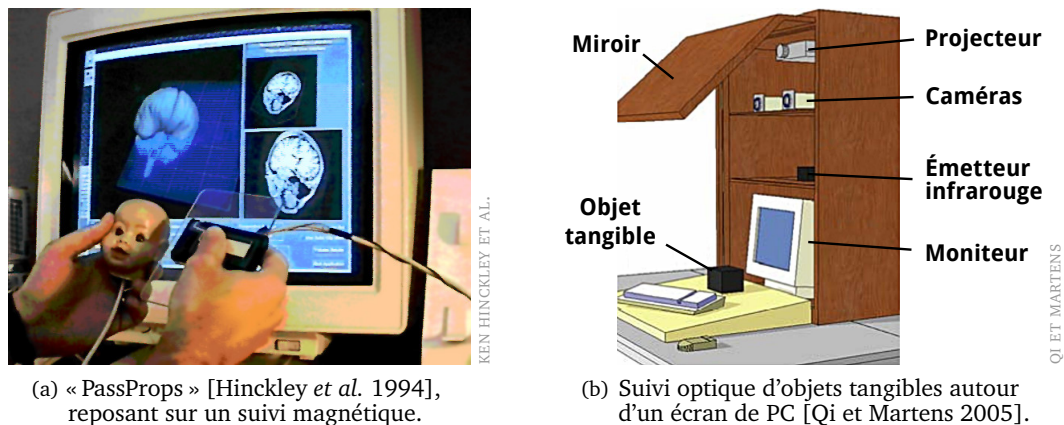 KEN HINCKLEY ET AL.
(a) « PassProps » [Hinckley et al. 1994],
reposant sur un suivi magnétique.
Miroir
Projecteur
Caméras
Émetteur
infrarouge
Objet
tangible
Moniteur
QI ET MARTENS
(b) Suivi optique d’objets tangibles autour
d’un écran de PC [Qi et Martens 2005].